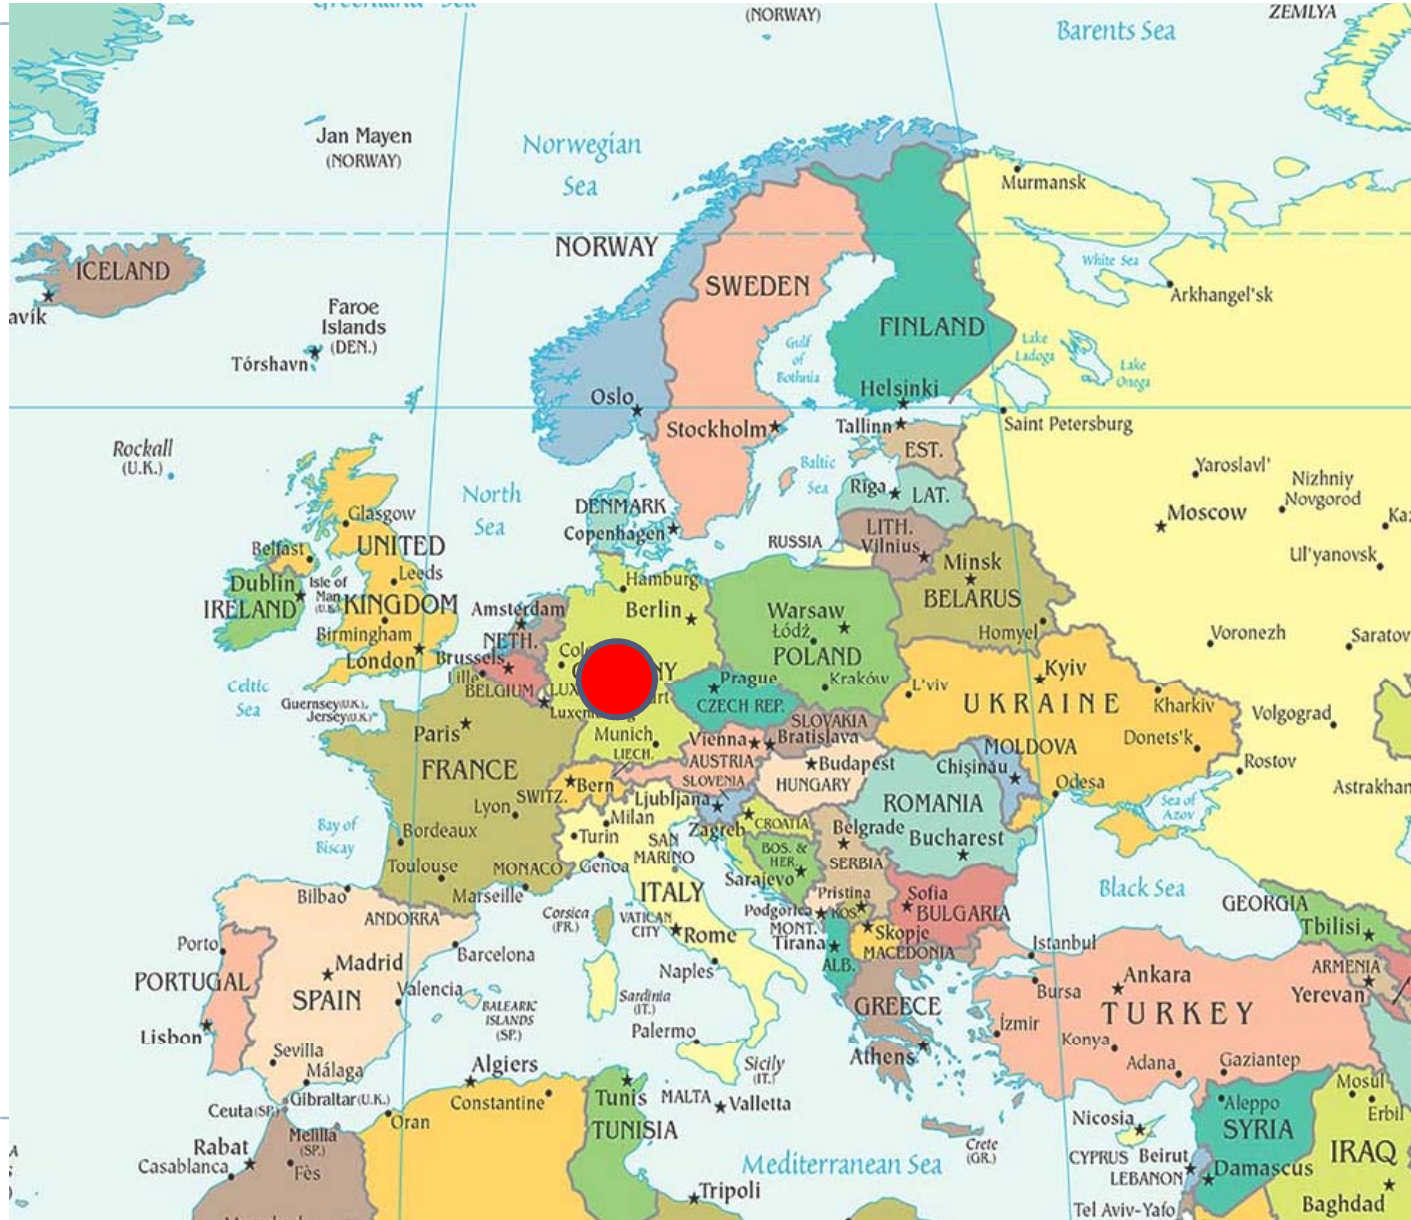 Greenland Sea
(NORWAY)
Barents Sea
ZEMLYA
Jan Mayen
(NORWAY)
Norwegian
Sea
Murmansk
NORWAY
ICELAND
avík
SWEDEN
White Sea
Arkhangel'sk
Faroe
Islands
(DEN.)
Tórshavn
FINLAND
Gulf
of
Bothnia
Lake
Ladoga
Lake
Onega
Helsinki
Oslo
Stockholm
Tallinn
Saint Petersburg
Rockall
(U.K.)
EST.
Baltic
Sea
Yaroslavl'
Nizhniy
Novgorod
North
Sea
Riga
LAT.
DENMARK
Copenhagen
Glasgow
LITH.
Vilnius
Moscow
Kaz
RUSSIA
Ul'yanovsk
Belfast
UNITED
KINGDOM
Minsk
BELARUS
Dublin
IRELAND
Isle of
Man
(U.K.)
Leeds
Hamburg
Amsterdam
Berlin
Warsaw
Łódź
POLAND
Homyel
Birmingham
London
NETH.
Voronezh
Saratov
Brussels
Lille
BELGIUM
Kraków
Kyiv
L'viv
UKRAINE
Kharkiv
Donets'k
Volgograd
Celtic
Sea
Guernsey(U.K.)
Jersey(U.K.)
Prague
CZECH REP.
Paris
FRANCE
Munich
LIECH.
Vienna
AUSTRIA
SLOVAKIA
Bratislava
MOLDOVA
Chişinău
Rostov
Astrakhan
SLOVENIA
Budapest
HUNGARY
Odesa
Sea of
Azov
SWITZ.
Bern
Ljubljana
ROMANIA
Bucharest
Lyon
Milan
Turin
Zagreb
CROATIA
Belgrade
SERBIA
Bay of
Biscay
Bordeaux
Toulouse
MONACO
Genoa
SAN
MARINO
BOS. &
HER.
Sarajevo
Bilbao
Marseille
ANDORRA
ITALY
Pristina
KOS.
Sofia
BULGARIA
Black Sea
GEORGIA
Tbilisi
Corsica
(FR.)
VATICAN
CITY
Rome
Podgorica
MONT.
Tirana
ALB.
Skopje
MACEDONIA
Istanbul
Porto
PORTUGAL
Lisbon
Madrid
SPAIN
Barcelona
Valencia
Naples
Bursa
Ankara
TURKEY
ARMENIA
Yerevan
BALEARIC
ISLANDS
(SP.)
Sardinia
(IT.)
GREECE
İzmir
Konya
Adana
Gaziantep
Sevilla
Málaga
Palermo
Sicily
(IT.)
Athens
Algiers
Constantine
Tunis
TUNISIA
MALTA
Valletta
Mosul
Erbil
Ceuta(SP.)
Gibraltar(U.K.)
Oran
Nicosia
CYPRUS
Aleppo
SYRIA
Rabat
Casablanca
Melilla
(SP.)
Fès
Crete
(GR.)
Beirut
LEBANON
Damascus
IRAQ
Baghdad
Mediterranean Sea
Tripoli
Tel Aviv-Yafo